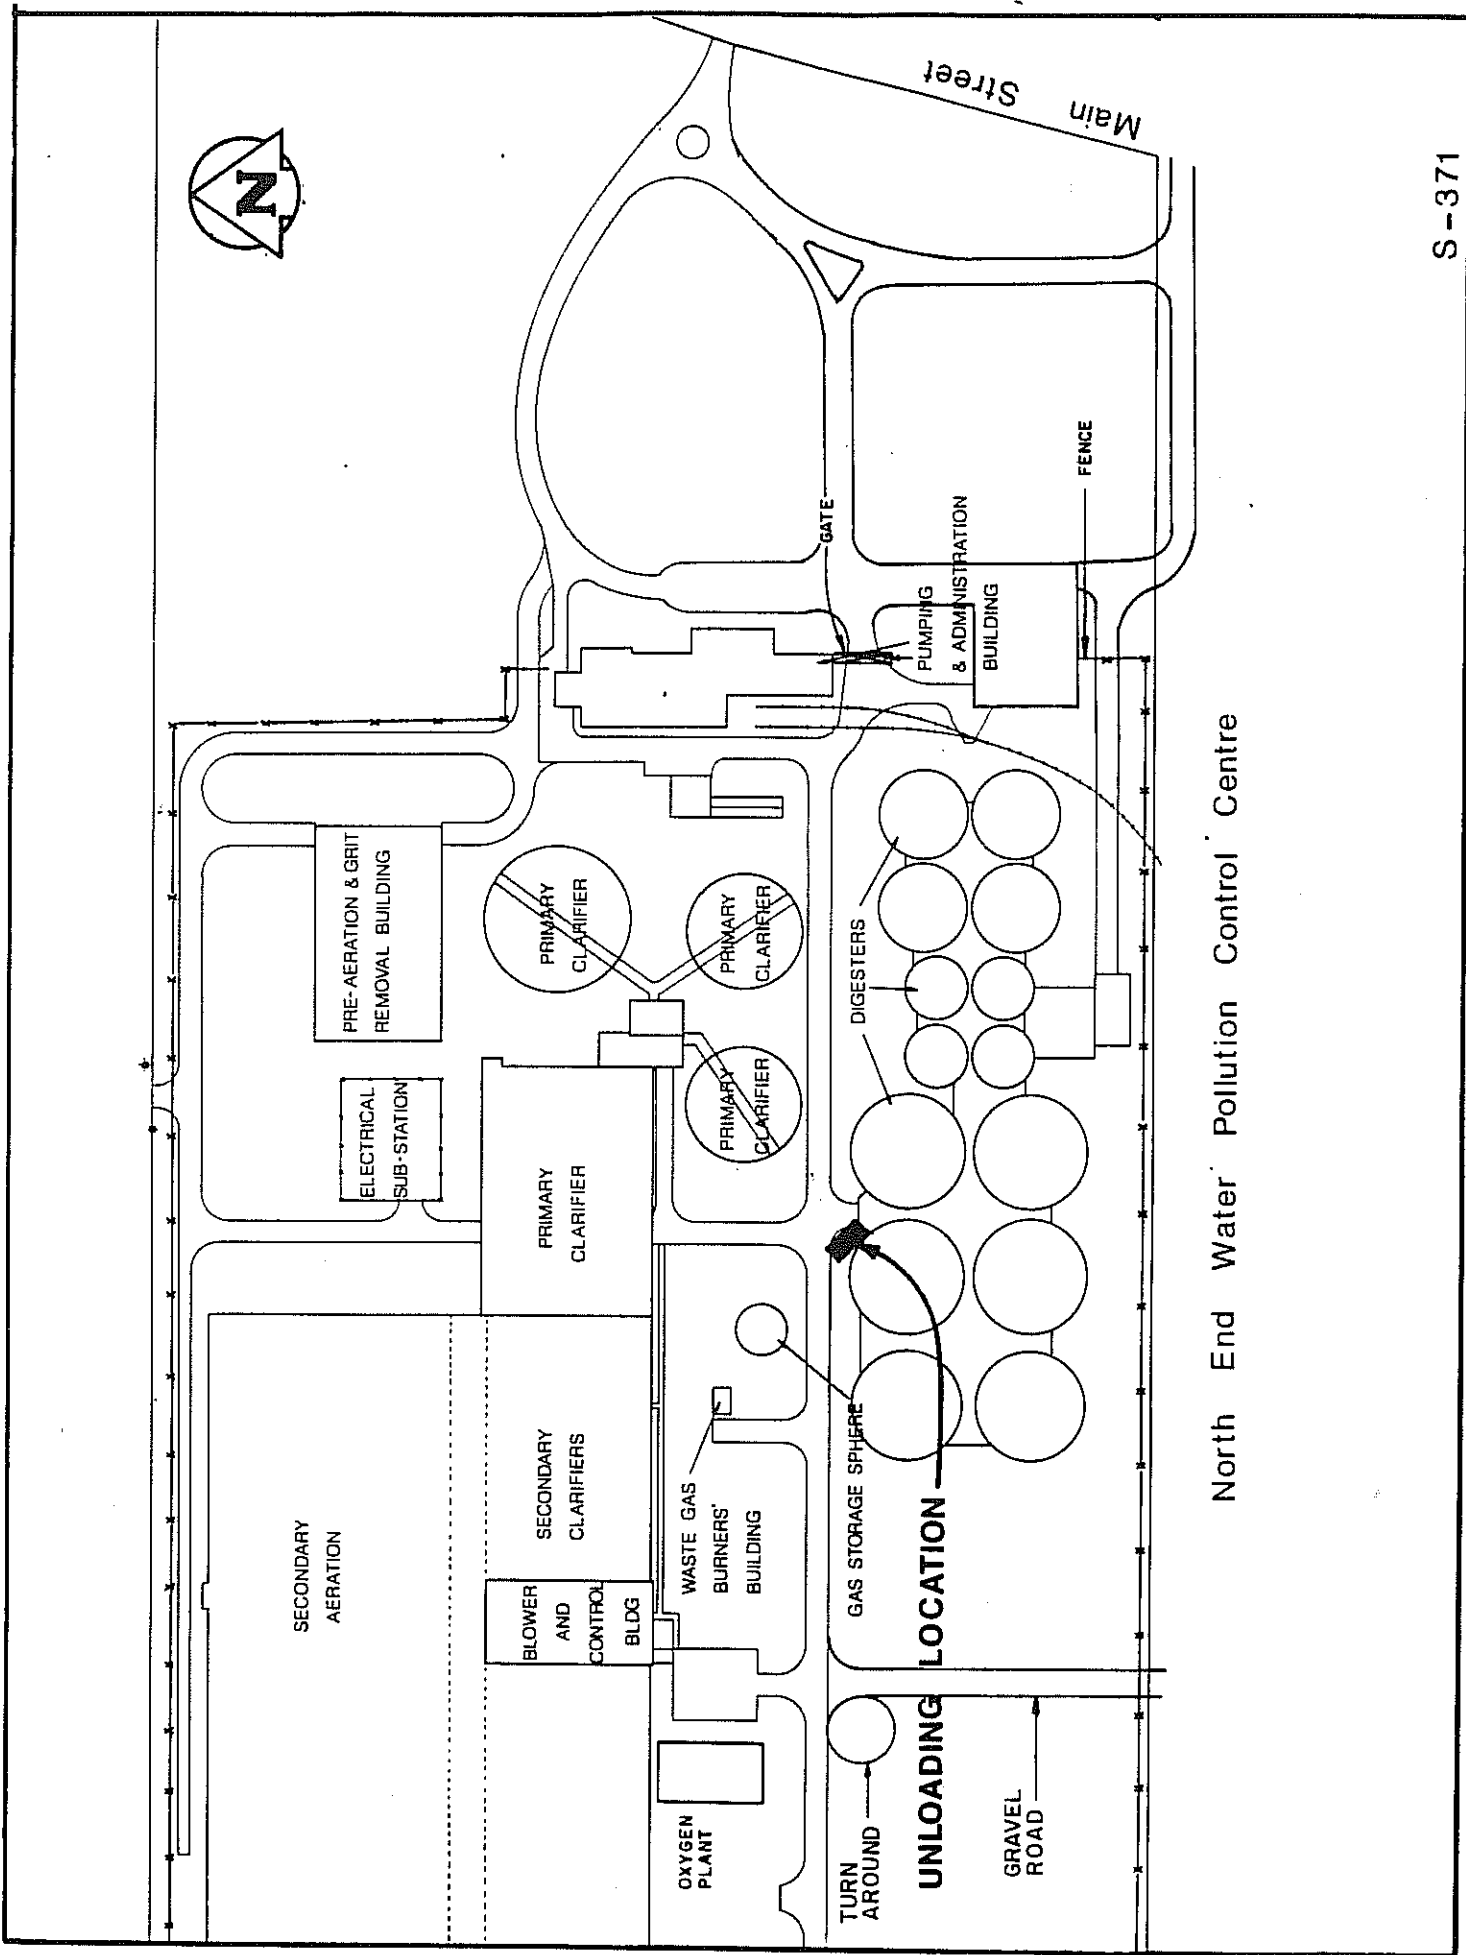 N
Main Street
SECONDARY
AERATION
ELECTRICAL
SUB-STATION
PRE-AERATION & GRIT
REMOVAL BUILDING
BLOWER
AND
CONTROL
BLDG
SECONDARY
CLARIFIERS
PRIMARY
CLARIFIER
PRIMARY
CLARIFIER
PRIMARY
CLARIFIER
PRIMARY
CLARIFIER
OXYGEN
PLANT
WASTE GAS
BURNERS'
BUILDING
GATE
TURN
AROUND
GAS STORAGE SPHERE
DIGESTERS
PUMPING
& ADMINISTRATION
BUILDING
UNLOADING LOCATION
GRAVEL
ROAD
FENCE
North End Water Pollution Control Centre
S-371